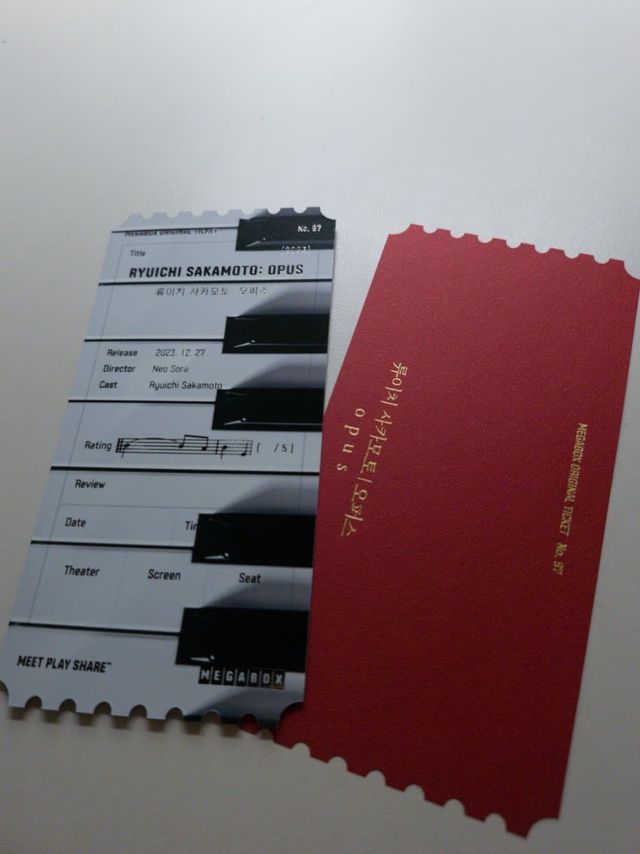 MEGABOX ORIGINAL TICKET
No. 97
Title
(2023)
RYUICHI SAKAMOTO: OPUS
류이치 사카모토: 오퍼스
Release 2023. 12. 27
Director Neo Sora
Cast Ryuichi Sakamoto
Rating ( /5)
Review
Date
Theater Screen Seat
MEET PLAY SHARE™
MEGABOX
류이치 사카모토 | 오퍼스
opus
MEGABOX ORIGINAL TICKET No. 97